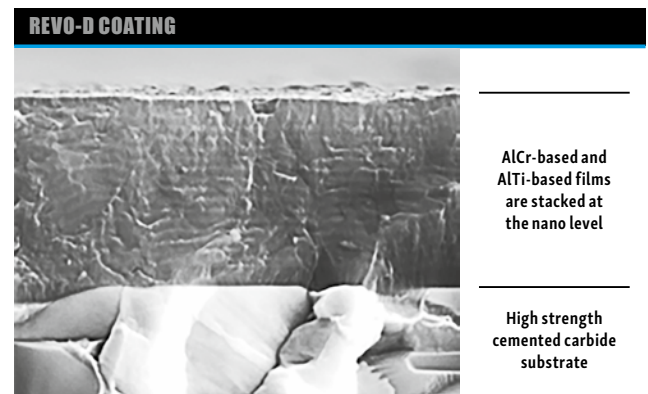 REVO-D COATING
AlCr-based and
AlTi-based films
are stacked at
the nano level
High strength
cemented carbide
substrate